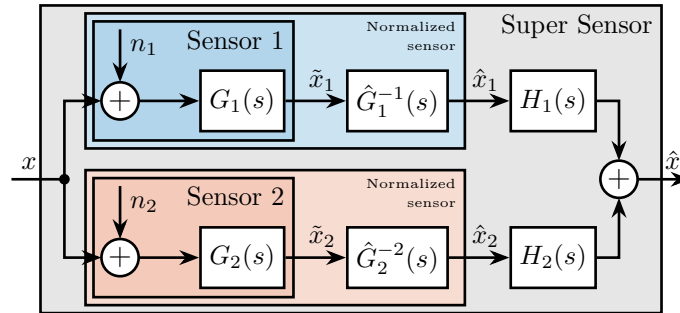 Super Sensor
Sensor 1
Normalized
sensor
n₁
+
G₁(s)
x̃₁
Ĝ₁⁻¹(s)
x̂₁
H₁(s)
x
+
x̂
Sensor 2
Normalized
sensor
n₂
+
G₂(s)
x̃₂
Ĝ₂⁻²(s)
x̂₂
H₂(s)